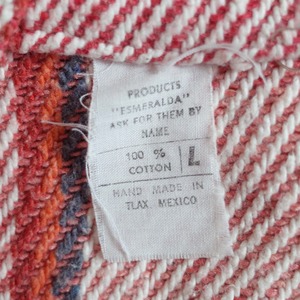 PRODUCTS
"ESMERALDA"
ASK FOR THEM BY
NAME
100 % COTTON L
HAND MADE IN
TLAX. MEXICO